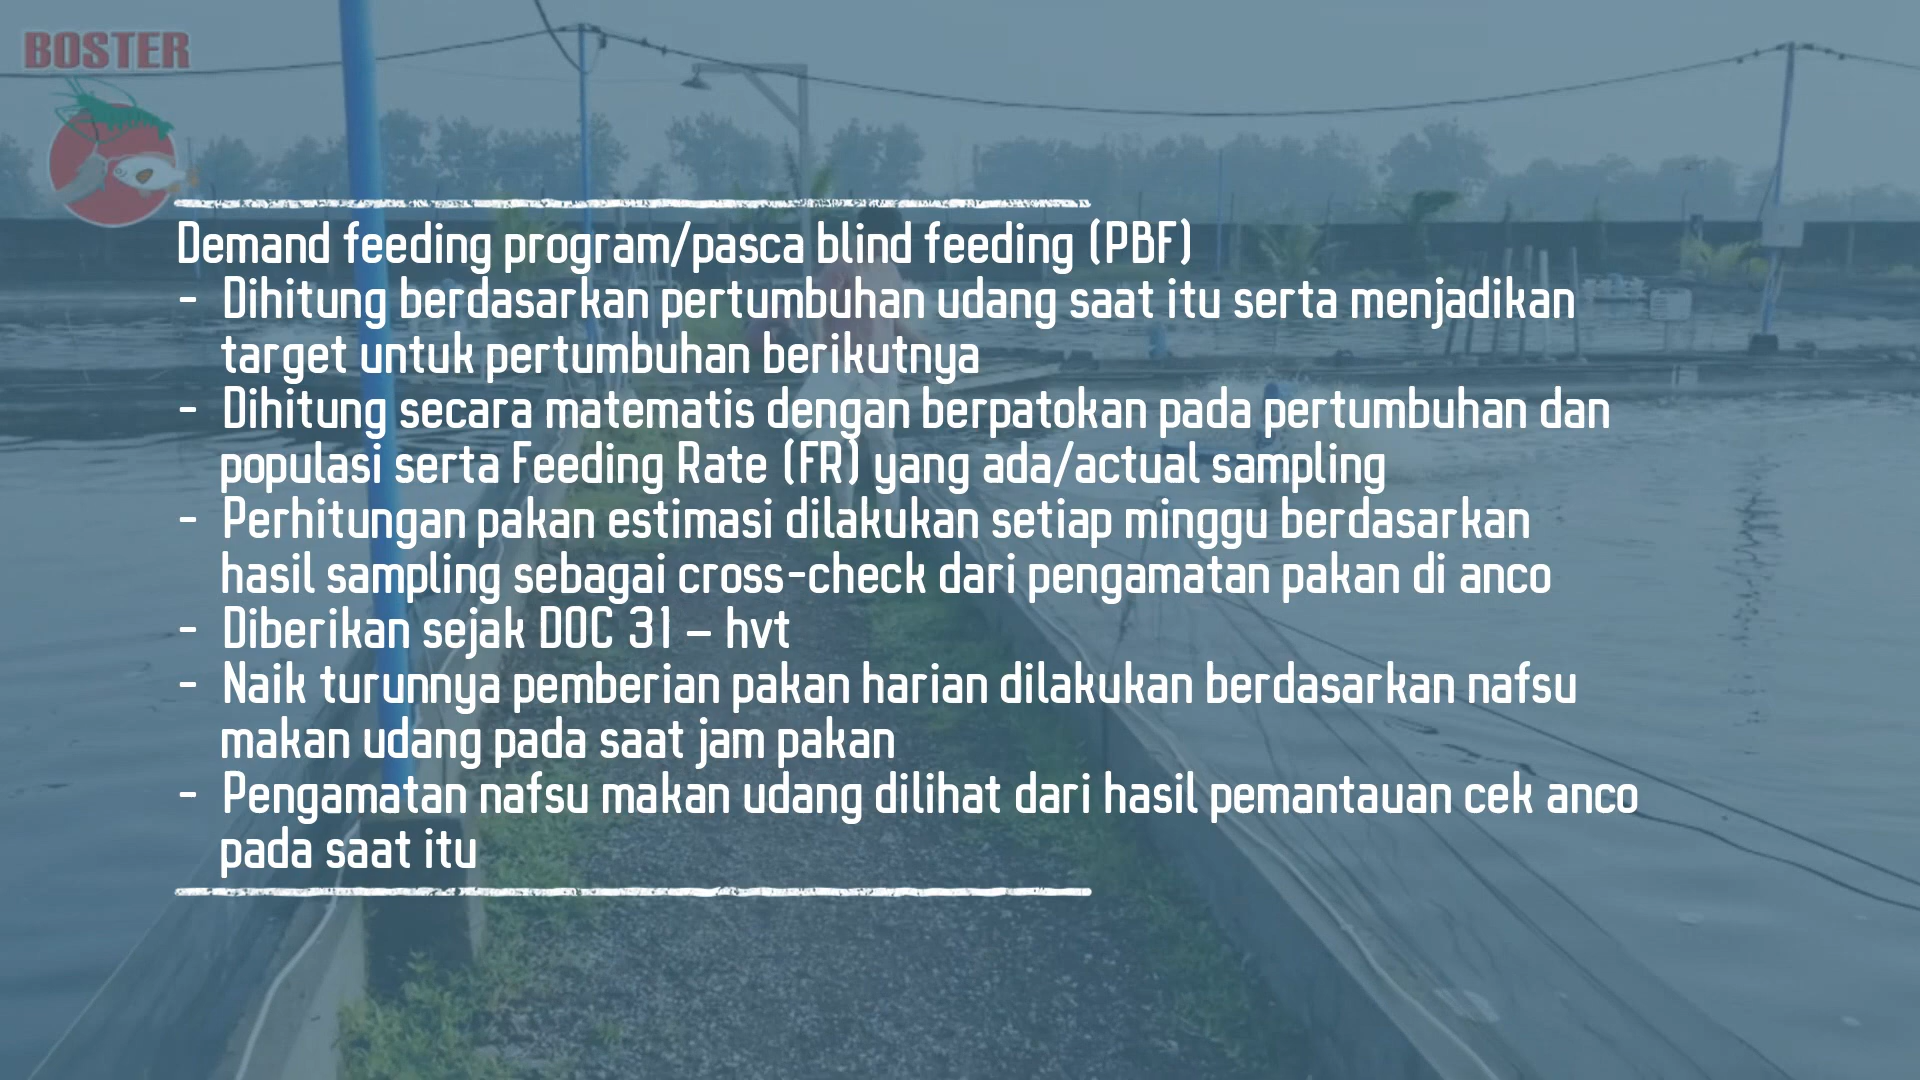 BOSTER
Demand feeding program/pasca blind feeding (PBF)
- Dihitung berdasarkan pertumbuhan udang saat itu serta menjadikan
target untuk pertumbuhan berikutnya
- Dihitung secara matematis dengan berpatokan pada pertumbuhan dan
populasi serta Feeding Rate (FR) yang ada/actual sampling
- Perhitungan pakan estimasi dilakukan setiap minggu berdasarkan
hasil sampling sebagai cross-check dari pengamatan pakan di anco
- Diberikan sejak DOC 31 – hvt
- Naik turunnya pemberian pakan harian dilakukan berdasarkan nafsu
makan udang pada saat jam pakan
- Pengamatan nafsu makan udang dilihat dari hasil pemantauan cek anco
pada saat itu